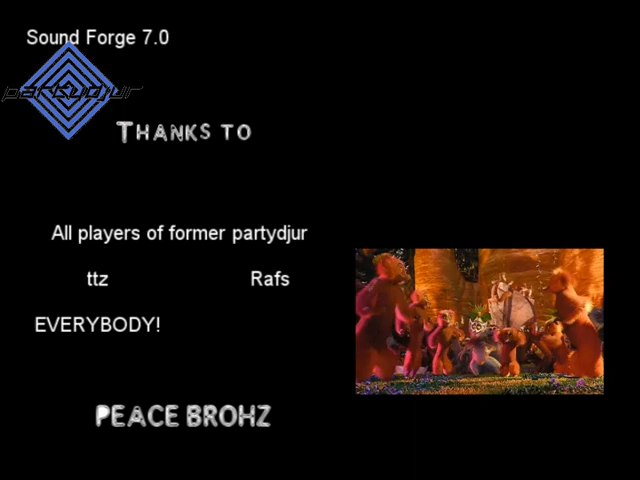 Sound Forge 7.0
partydjur
THANKS TO
All players of former partydjur
ttz Rafs
EVERYBODY!
PEACE BROHZ